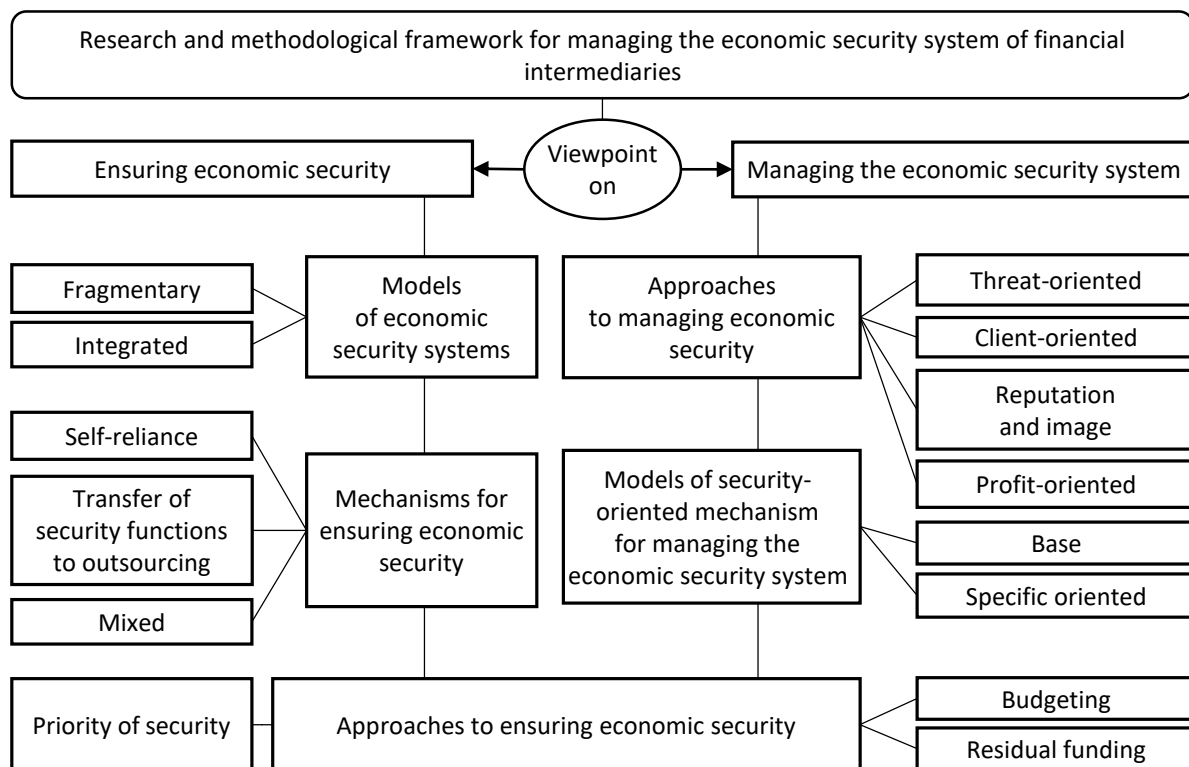 Research and methodological framework for managing the economic security system of financial
intermediaries
Viewpoint
on
Ensuring economic security
Managing the economic security system
Fragmentary
Integrated
Models
of economic
security systems
Approaches
to managing economic
security
Threat-oriented
Client-oriented
Reputation
and image
Profit-oriented
Self-reliance
Transfer of
security functions
to outsourcing
Mixed
Mechanisms for
ensuring economic
security
Models of security-
oriented mechanism
for managing the
economic security system
Base
Specific oriented
Priority of security
Approaches to ensuring economic security
Budgeting
Residual funding